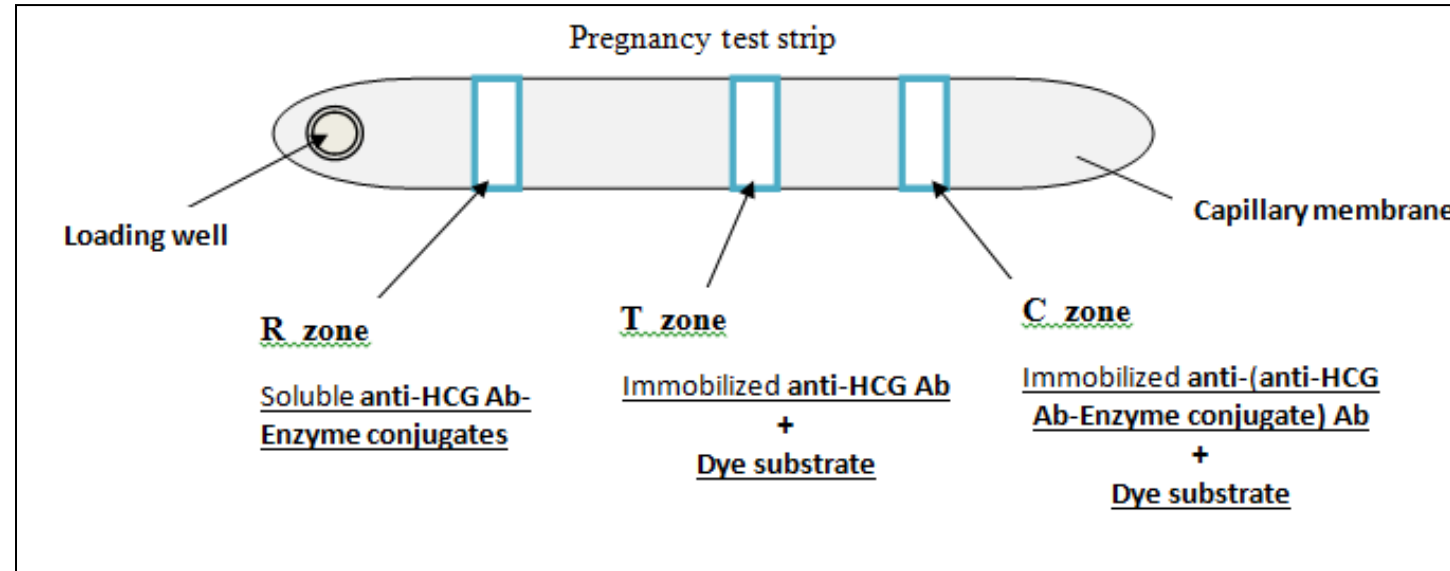 Pregnancy test strip
Loading well
Capillary membrane
R zone
Soluble anti-HCG Ab-
Enzyme conjugates
T zone
Immobilized anti-HCG Ab
+
Dye substrate
C zone
Immobilized anti-(anti-HCG
Ab-Enzyme conjugate) Ab
+
Dye substrate